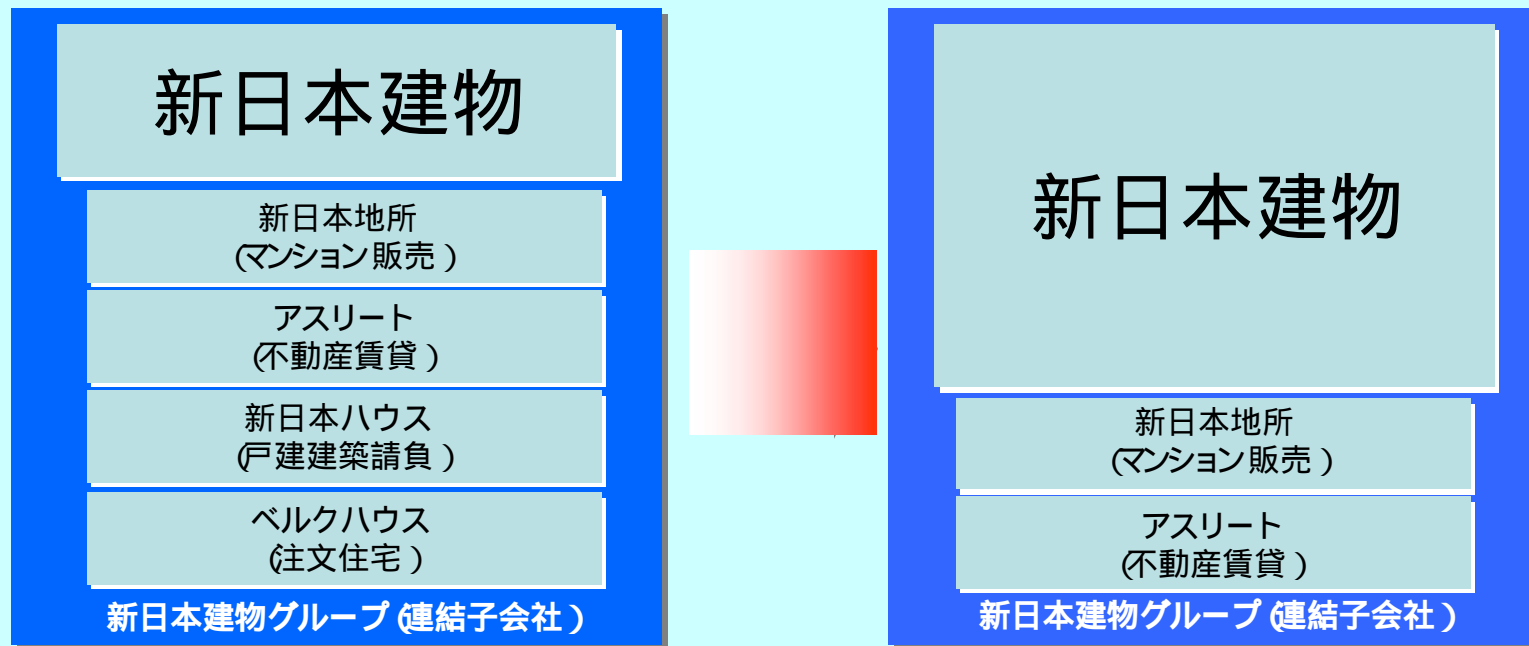 新日本建物
新日本地所
(マンション販売)
アスリート
(不動産賃貸)
新日本ハウス
(戸建建築請負)
ベルクハウス
(注文住宅)
新日本建物グループ(連結子会社)
新日本建物
新日本地所
(マンション販売)
アスリート
(不動産賃貸)
新日本建物グループ(連結子会社)